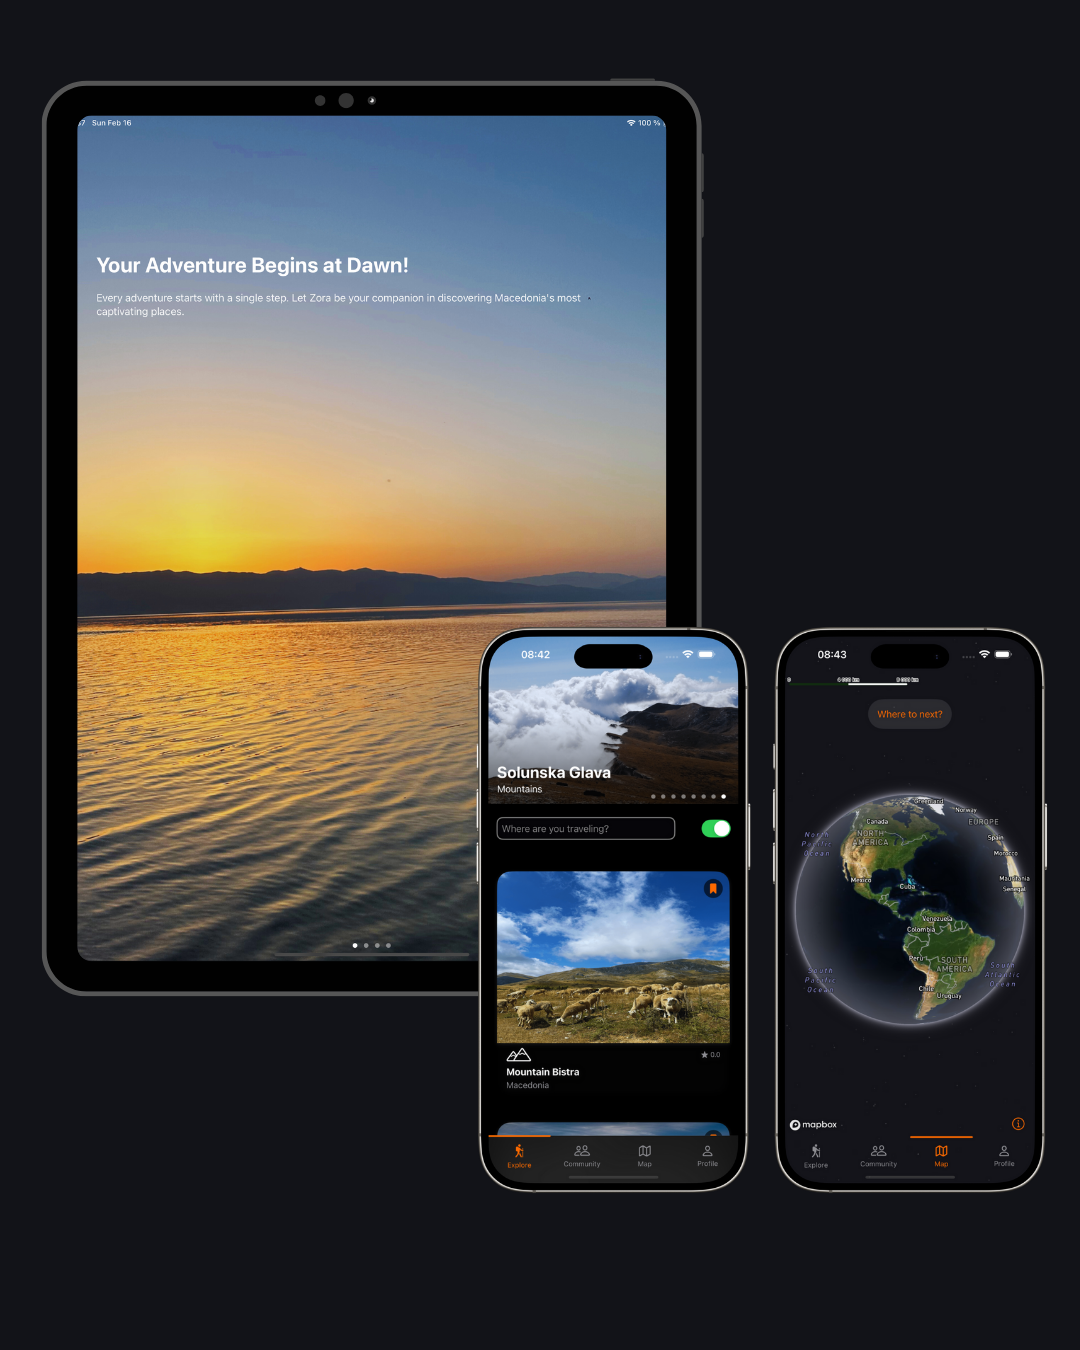 Sun Feb 16
100 %
Your Adventure Begins at Dawn!
Every adventure starts with a single step. Let Zora be your companion in discovering Macedonia's most
captivating places.
08:42
Solunska Glava
Mountains
Where are you traveling?
0.0
Mountain Bistra
Macedonia
Explore
Community
Map
Profile
08:43
0
Where to next?
Greenland
Norway
Canada
EUROPE
North
Pacific
Ocean
NORTH
AMERICA
Spain
Morocco
Mexico
Cuba
Mauritania
Senegal
Venezuela
Colombia
Peru
SOUTH
AMERICA
South
Pacific
Ocean
South
Atlantic
Ocean
Chile
Uruguay
mapbox
Explore
Community
Map
Profile